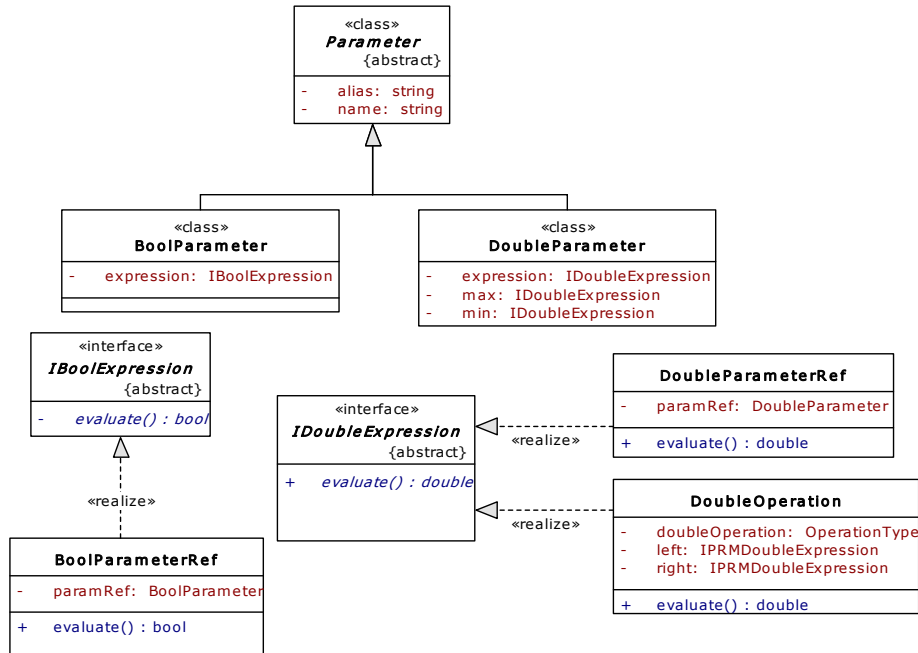 «class»
Parameter
{abstract}
- alias: string
- name: string
«class»
BoolParameter
- expression: IBoolExpression
«class»
DoubleParameter
- expression: IDoubleExpression
- max: IDoubleExpression
- min: IDoubleExpression
«interface»
IBoolExpression
{abstract}
- evaluate() : bool
«realize»
BoolParameterRef
- paramRef: BoolParameter
+ evaluate() : bool
«interface»
IDoubleExpression
{abstract}
+ evaluate() : double
«realize»
«realize»
DoubleParameterRef
- paramRef: DoubleParameter
+ evaluate() : double
DoubleOperation
- doubleOperation: OperationType
- left: IPRMDoubleExpression
- right: IPRMDoubleExpression
+ evaluate() : double